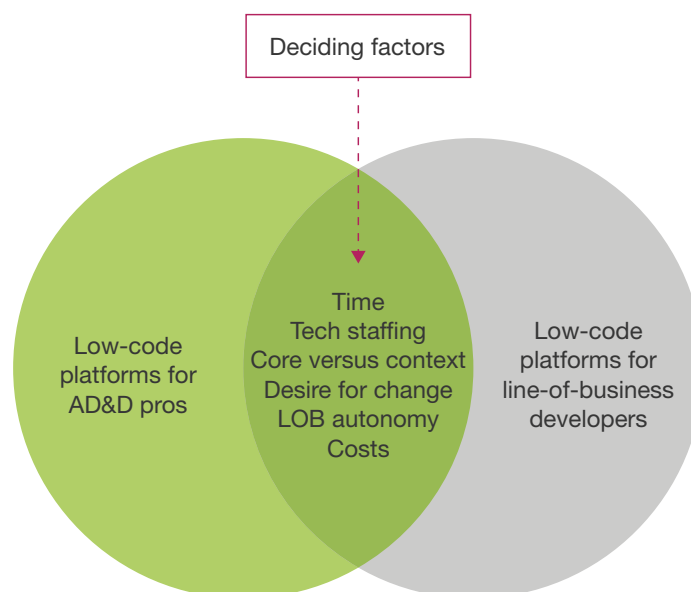 Deciding factors
Low-code
platforms for
AD&D pros
Time
Tech staffing
Core versus context
Desire for change
LOB autonomy
Costs
Low-code
platforms for
line-of-business
developers